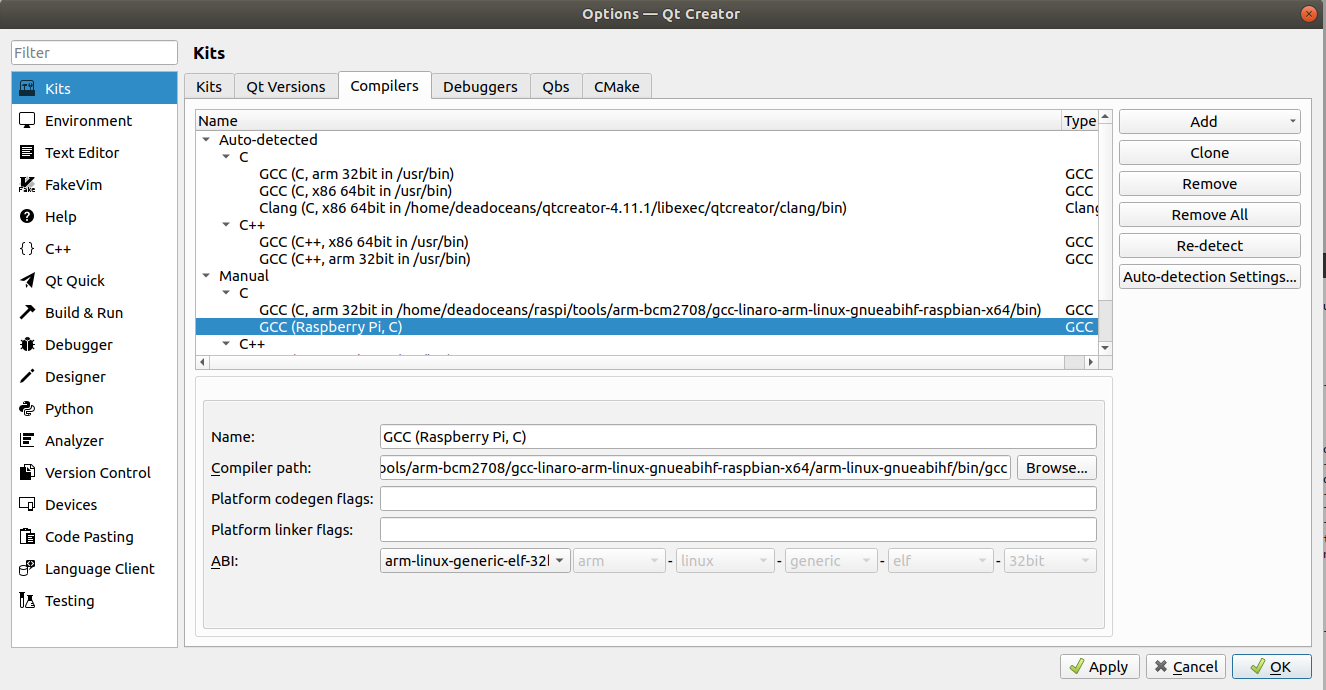 Options — Qt Creator
Filter
Kits
Environment
Text Editor
FakeVim
Help
C++
Qt Quick
Build & Run
Debugger
Designer
Python
Analyzer
Version Control
Devices
Code Pasting
Language Client
Testing
Kits
Kits Qt Versions Compilers Debuggers Qbs CMake
Name Type
Auto-detected
C
GCC (C, arm 32bit in /usr/bin) GCC
GCC (C, x86 64bit in /usr/bin) GCC
Clang (C, x86 64bit in /home/deadoceans/qtcreator-4.11.1/libexec/qtcreator/clang/bin) Clang
C++
GCC (C++, x86 64bit in /usr/bin) GCC
GCC (C++, arm 32bit in /usr/bin) GCC
Manual
C
GCC (C, arm 32bit in /home/deadoceans/raspi/tools/arm-bcm2708/gcc-linaro-arm-linux-gnueabihf-raspbian-x64/bin) GCC
GCC (Raspberry Pi, C) GCC
C++
Add
Clone
Remove
Remove All
Re-detect
Auto-detection Settings...
Name: GCC (Raspberry Pi, C)
Compiler path: ools/arm-bcm2708/gcc-linaro-arm-linux-gnueabihf-raspbian-x64/arm-linux-gnueabihf/bin/gcc Browse...
Platform codegen flags:
Platform linker flags:
ABI: arm-linux-generic-elf-32l arm - linux - generic - elf - 32bit
Apply Cancel OK